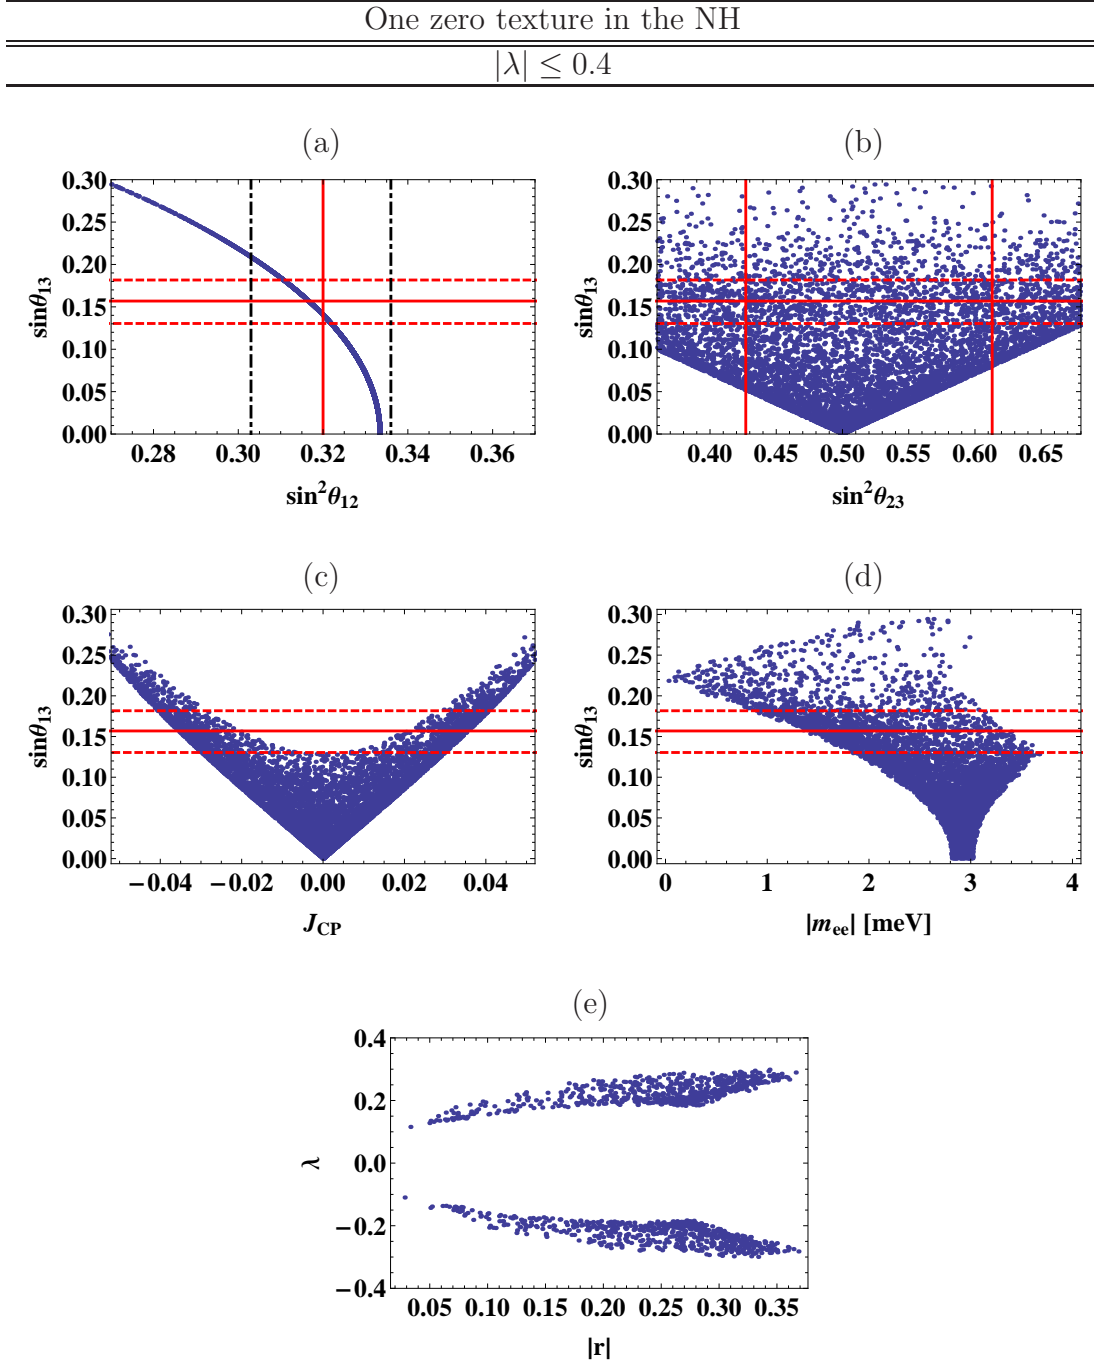 One zero texture in the NH
|λ| ≤ 0.4
(a)
(b)
0.30
0.25
0.20
0.15
0.10
0.05
0.00
sinθ13
0.28 0.30 0.32 0.34 0.36
sin²θ12
0.30
0.25
0.20
0.15
0.10
0.05
0.00
sinθ13
0.40 0.45 0.50 0.55 0.60 0.65
sin²θ23
(c)
(d)
0.30
0.25
0.20
0.15
0.10
0.05
0.00
sinθ13
−0.04 −0.02 0.00 0.02 0.04
JCP
0.30
0.25
0.20
0.15
0.10
0.05
0.00
sinθ13
0 1 2 3 4
|mee| [meV]
(e)
0.4
0.2
0.0
−0.2
−0.4
λ
0.05 0.10 0.15 0.20 0.25 0.30 0.35
|r|